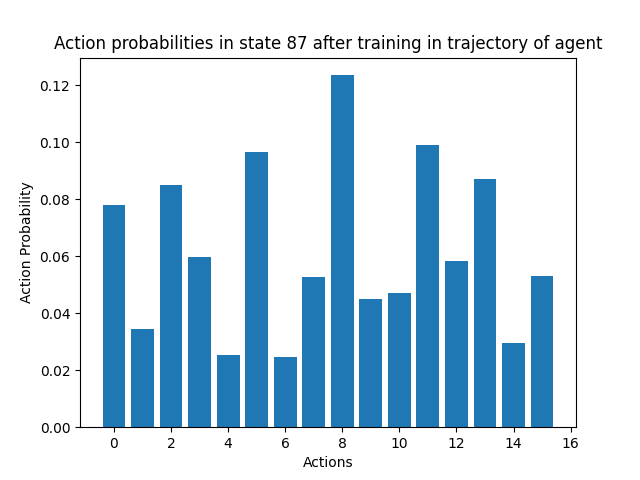 Action probabilities in state 87 after training in trajectory of agent
0.12
0.10
0.08
0.06
0.04
0.02
0.00
Action Probability
0 2 4 6 8 10 12 14 16
Actions